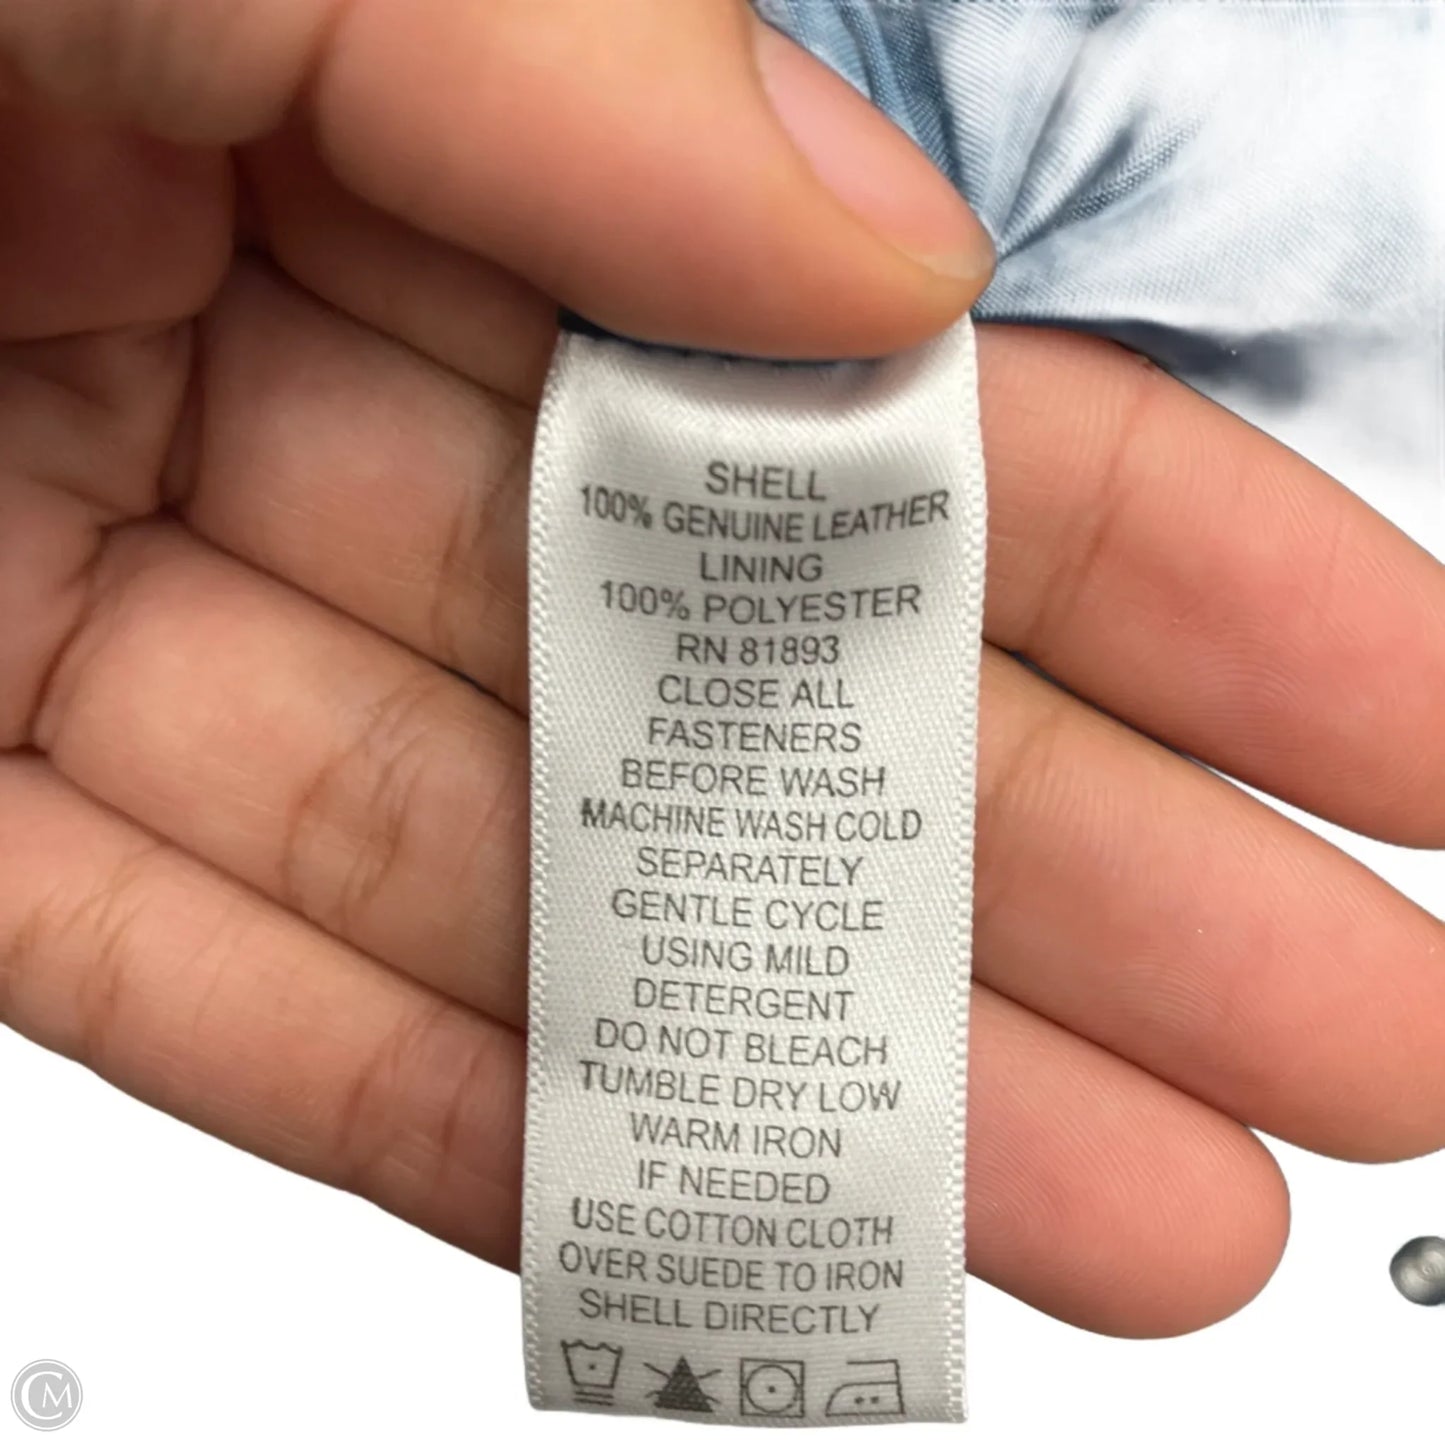 SHELL
100% GENUINE LEATHER
LINING
100% POLYESTER
RN 81893
CLOSE ALL
FASTENERS
BEFORE WASH
MACHINE WASH COLD
SEPARATELY
GENTLE CYCLE
USING MILD
DETERGENT
DO NOT BLEACH
TUMBLE DRY LOW
WARM IRON
IF NEEDED
USE COTTON CLOTH
OVER SUEDE TO IRON
SHELL DIRECTLY
CM